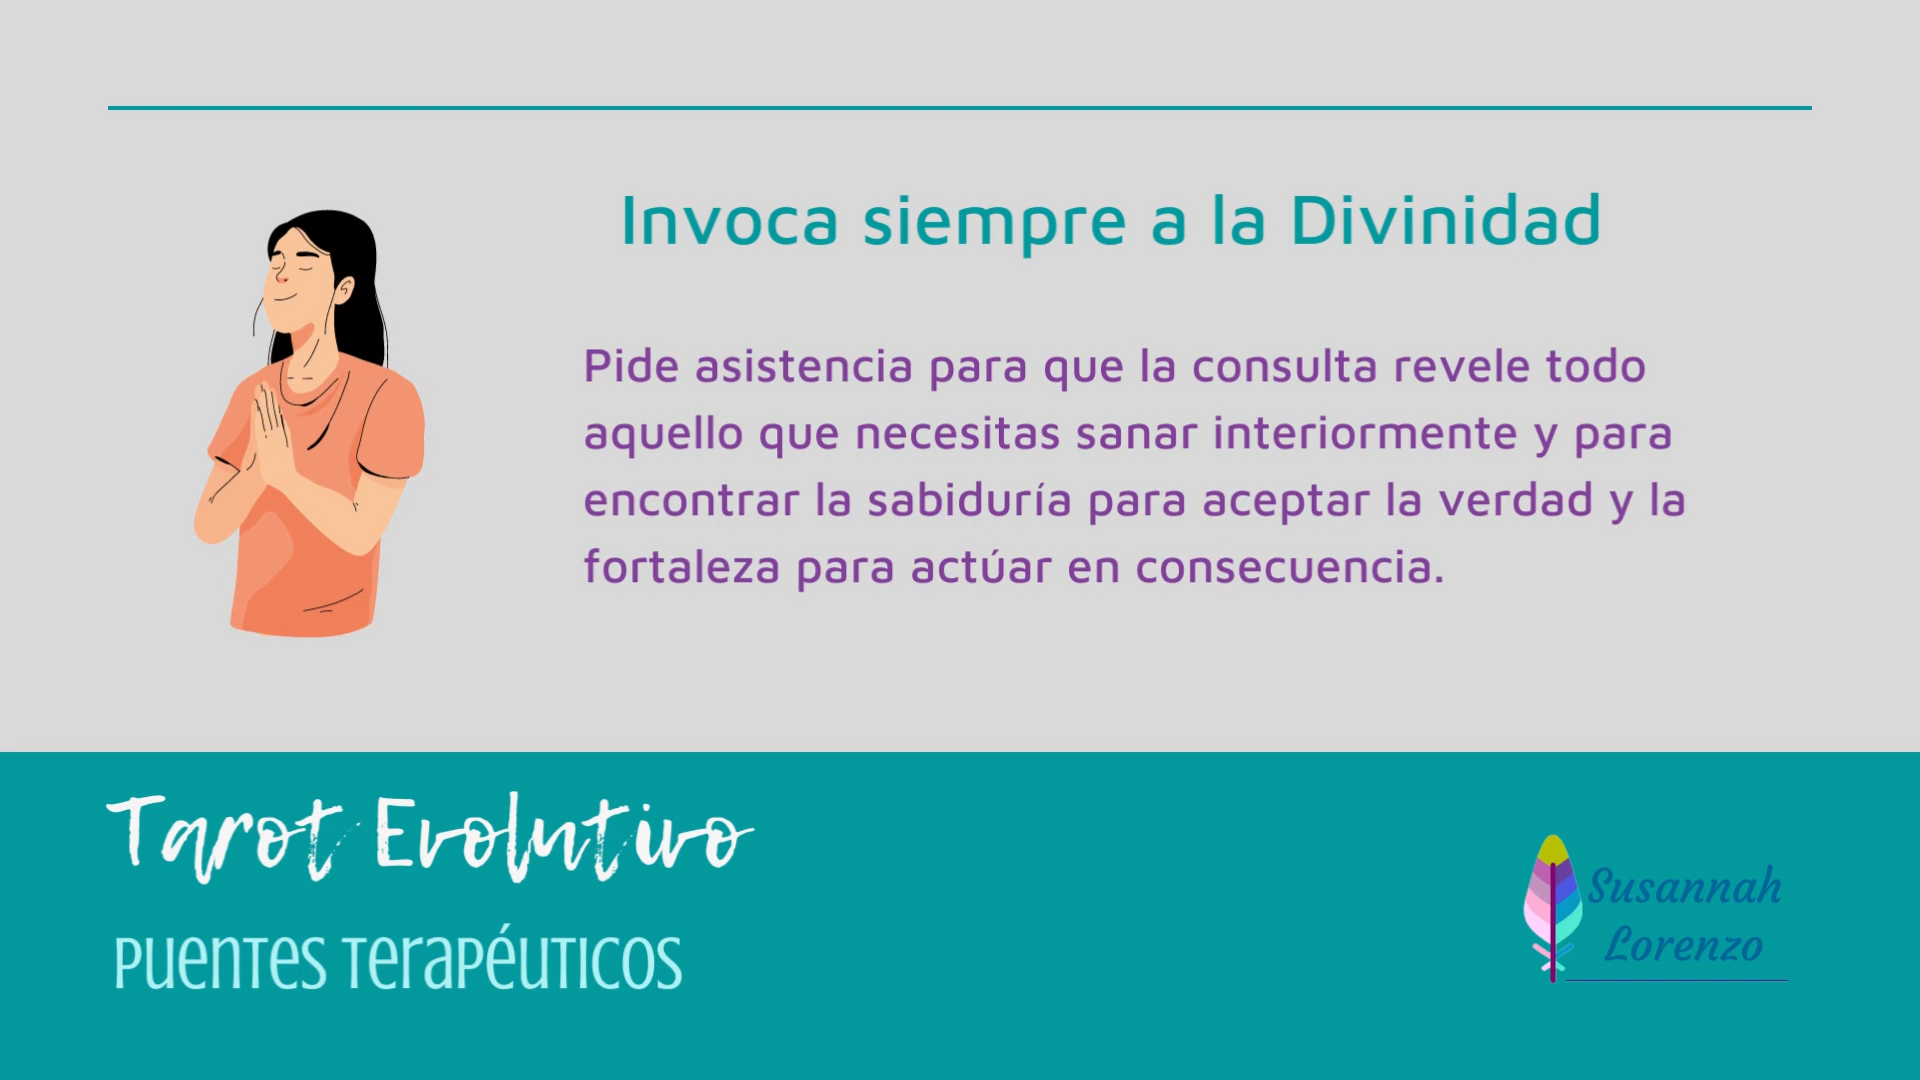 Invoca siempre a la Divinidad
Pide asistencia para que la consulta revele todo
aquello que necesitas sanar interiormente y para
encontrar la sabiduría para aceptar la verdad y la
fortaleza para actúar en consecuencia.
Tarot Evolutivo
Puentes Terapéuticos
Susannah
Lorenzo